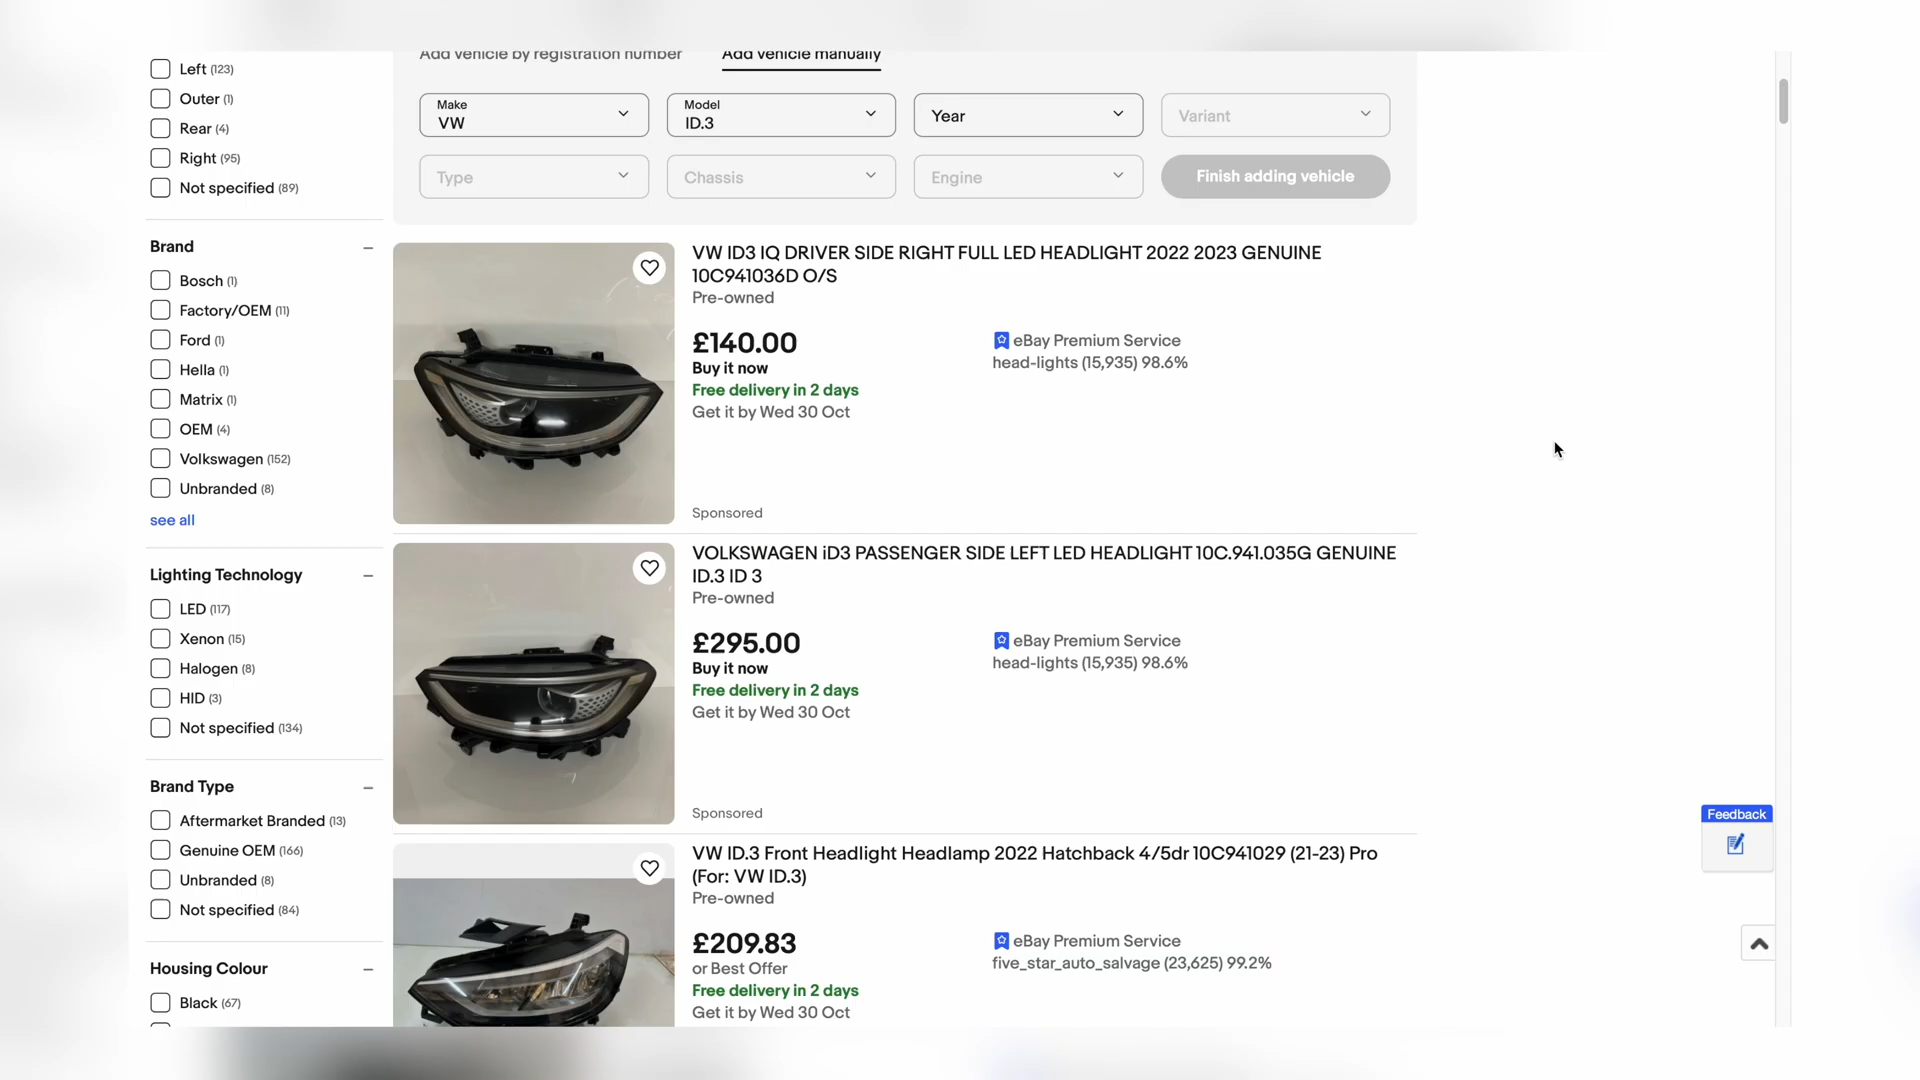 Add vehicle by registration number
Add vehicle manually
Make
VW
Model
ID.3
Year
Variant
Type
Chassis
Engine
Finish adding vehicle
Left (123)
Outer (1)
Rear (4)
Right (95)
Not specified (89)
Brand
Bosch (1)
Factory/OEM (11)
Ford (1)
Hella (1)
Matrix (1)
OEM (4)
Volkswagen (152)
Unbranded (8)
see all
Lighting Technology
LED (117)
Xenon (15)
Halogen (8)
HID (3)
Not specified (134)
Brand Type
Aftermarket Branded (13)
Genuine OEM (166)
Unbranded (8)
Not specified (84)
Housing Colour
Black (67)
VW ID3 IQ DRIVER SIDE RIGHT FULL LED HEADLIGHT 2022 2023 GENUINE
10C941036D O/S
Pre-owned
£140.00
Buy it now
Free delivery in 2 days
Get it by Wed 30 Oct
eBay Premium Service
head-lights (15,935) 98.6%
Sponsored
VOLKSWAGEN iD3 PASSENGER SIDE LEFT LED HEADLIGHT 10C.941.035G GENUINE
ID.3 ID 3
Pre-owned
£295.00
Buy it now
Free delivery in 2 days
Get it by Wed 30 Oct
eBay Premium Service
head-lights (15,935) 98.6%
Sponsored
VW ID.3 Front Headlight Headlamp 2022 Hatchback 4/5dr 10C941029 (21-23) Pro
(For: VW ID.3)
Pre-owned
£209.83
or Best Offer
Free delivery in 2 days
Get it by Wed 30 Oct
eBay Premium Service
five_star_auto_salvage (23,625) 99.2%
Feedback